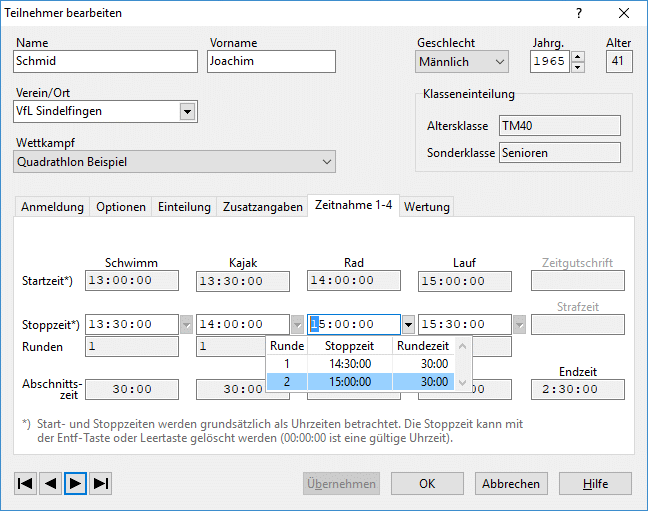 Teilnehmer bearbeiten ?
Name Vorname Geschlecht Jahrg. Alter
Schmid Joachim Männlich 1965 41
Verein/Ort Klasseneinteilung
VfL Sindelfingen
Altersklasse TM40
Wettkampf
Quadrathlon Beispiel Sonderklasse Senioren
Anmeldung Optionen Einteilung Zusatzangaben Zeitnahme 1-4 Wertung
Schwimm Kajak Rad Lauf Zeitgutschrift
Startzeit*) 13:00:00 13:30:00 14:00:00 15:00:00
Strafzeit
Stoppzeit*) 13:30:00 14:00:00 15:00:00 15:30:00
Runden 1 1
Runde Stoppzeit Rundezeit
1 14:30:00 30:00
2 15:00:00 30:00
Endzeit
Abschnitts-
zeit 30:00 30:00 30:00 2:30:00
*) Start- und Stoppzeiten werden grundsätzlich als Uhrzeiten betrachtet. Die Stoppzeit kann mit
der Entf-Taste oder Leertaste gelöscht werden (00:00:00 ist eine gültige Uhrzeit).
Übernehmen OK Abbrechen Hilfe